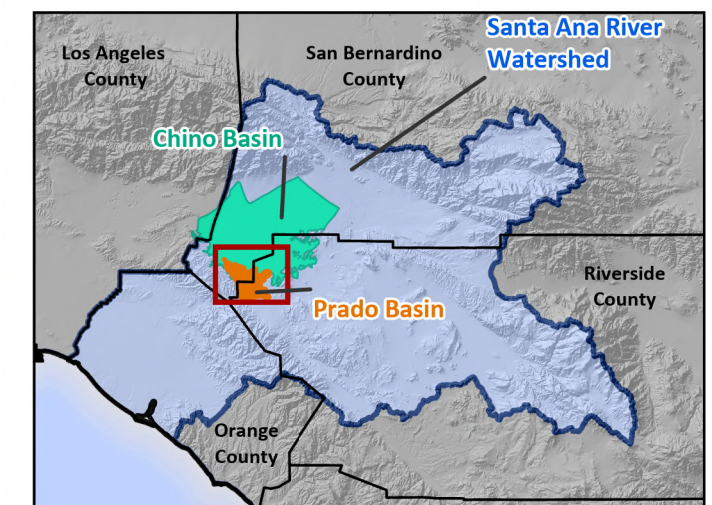 Santa Ana River
Watershed
Los Angeles
County
San Bernardino
County
Chino Basin
Riverside
County
Prado Basin
Orange
County